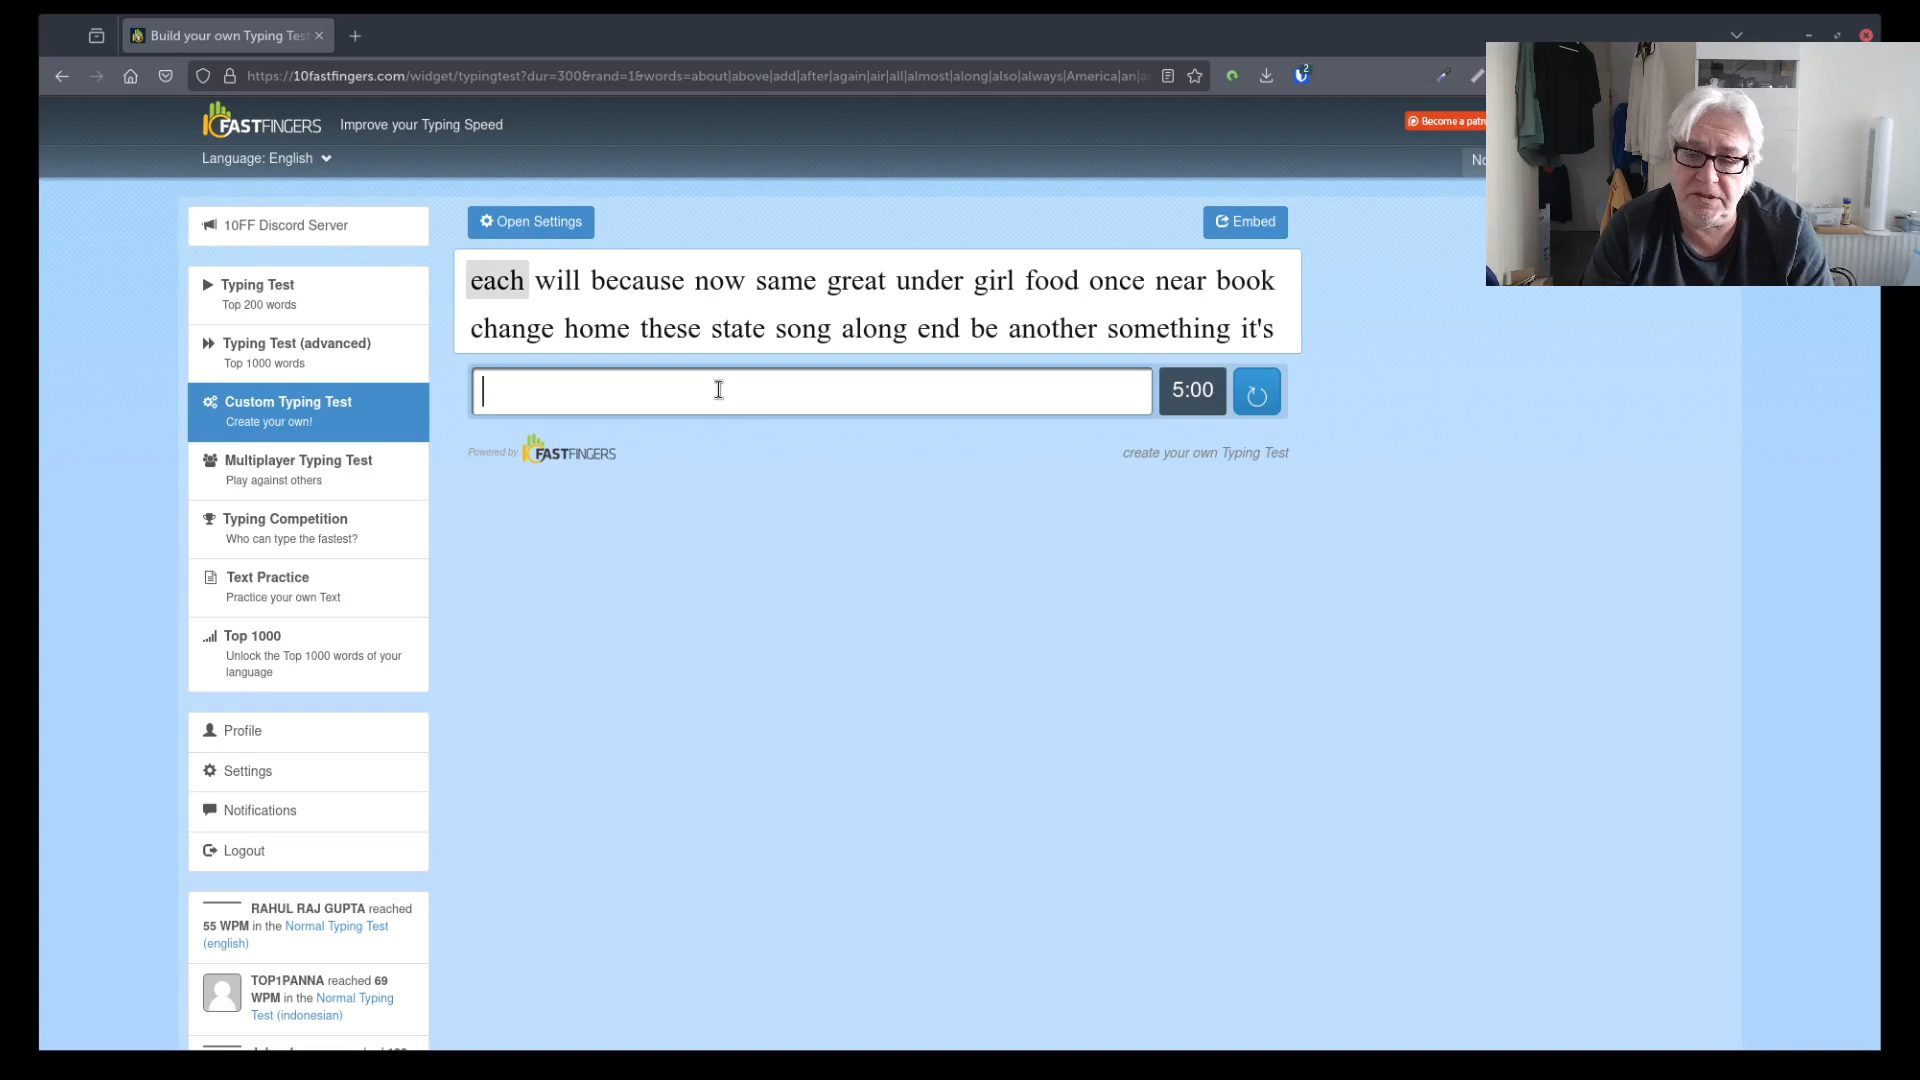 Build your own Typing Tes
https://10fastfingers.com/widget/typingtest?dur=300&rand=1&words=about|above|add|after|again|air|all|almost|along|also|always|America|an|a
2
FASTFINGERS
Improve your Typing Speed
Become a patr
Language: English
No
10FF Discord Server
Open Settings
Embed
Typing Test
Top 200 words
Typing Test (advanced)
Top 1000 words
Custom Typing Test
Create your own!
Multiplayer Typing Test
Play against others
Typing Competition
Who can type the fastest?
Text Practice
Practice your own Text
Top 1000
Unlock the Top 1000 words of your
language
each will because now same great under girl food once near book
change home these state song along end be another something it's
5:00
Powered by FASTFINGERS
create your own Typing Test
Profile
Settings
Notifications
Logout
RAHUL RAJ GUPTA reached
55 WPM in the Normal Typing Test
(english)
TOP1PANNA reached 69
WPM in the Normal Typing
Test (indonesian)